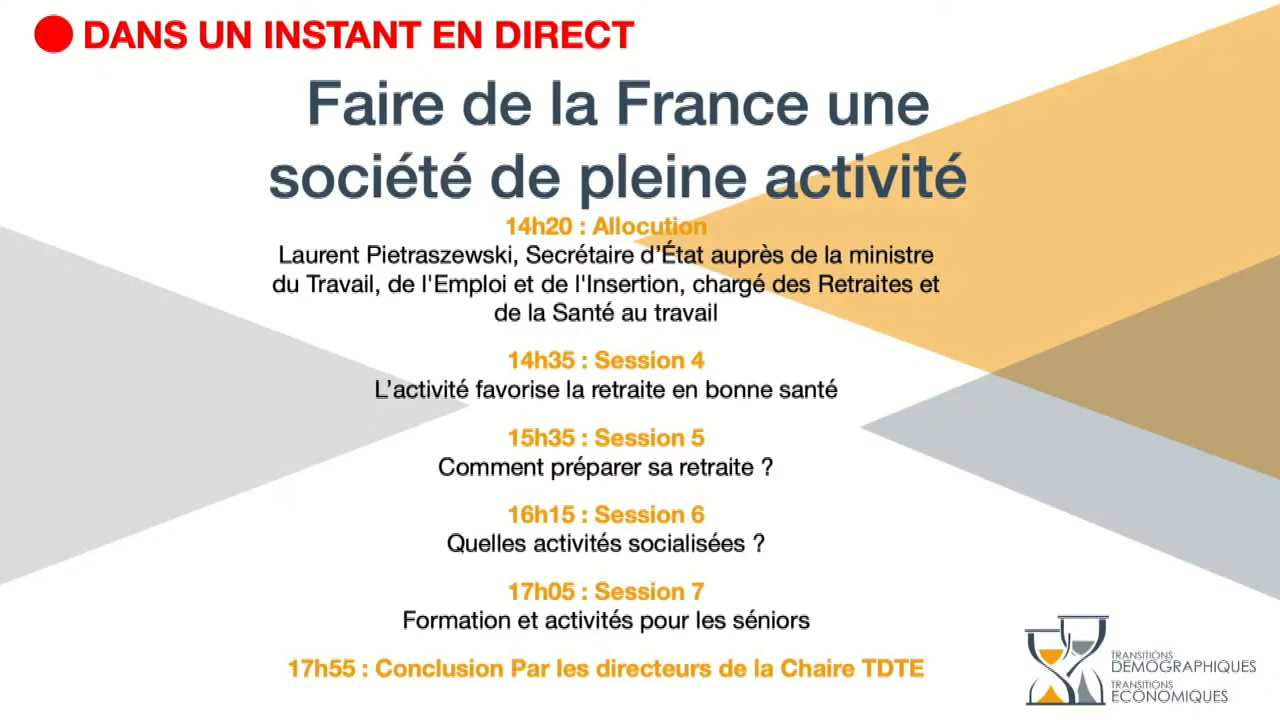 DANS UN INSTANT EN DIRECT
Faire de la France une
société de pleine activité
14h20 : Allocution
Laurent Pietraszewski, Secrétaire d’État auprès de la ministre
du Travail, de l'Emploi et de l'Insertion, chargé des Retraites et
de la Santé au travail
14h35 : Session 4
L’activité favorise la retraite en bonne santé
15h35 : Session 5
Comment préparer sa retraite ?
16h15 : Session 6
Quelles activités socialisées ?
17h05 : Session 7
Formation et activités pour les séniors
17h55 : Conclusion Par les directeurs de la Chaire TDTE
TRANSITIONS
DEMOGRAPHIQUES
TRANSITIONS
ECONOMIQUES